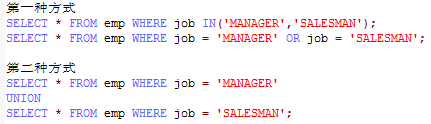 第一种方式
SELECT * FROM emp WHERE job IN('MANAGER','SALESMAN');
SELECT * FROM emp WHERE job = 'MANAGER' OR job = 'SALESMAN';
第二种方式
SELECT * FROM emp WHERE job = 'MANAGER'
UNION
SELECT * FROM emp WHERE job = 'SALESMAN';